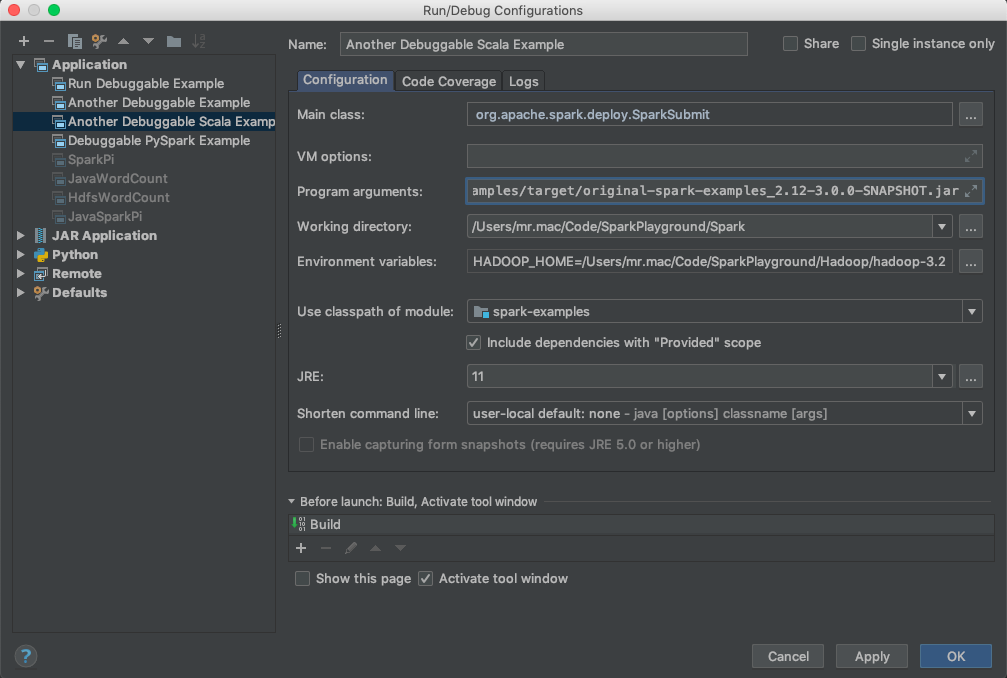 Run/Debug Configurations
Name: Another Debuggable Scala Example Share Single instance only
Application
Run Debuggable Example
Another Debuggable Example
Another Debuggable Scala Examp
Debuggable PySpark Example
SparkPi
JavaWordCount
HdfsWordCount
JavaSparkPi
JAR Application
Python
Remote
Defaults
Configuration Code Coverage Logs
Main class: org.apache.spark.deploy.SparkSubmit ...
VM options:
Program arguments: amples/target/original-spark-examples_2.12-3.0.0-SNAPSHOT.jar
Working directory: /Users/mr.mac/Code/SparkPlayground/Spark ...
Environment variables: HADOOP_HOME=/Users/mr.mac/Code/SparkPlayground/Hadoop/hadoop-3.2 ...
Use classpath of module: spark-examples
Include dependencies with "Provided" scope
JRE: 11 ...
Shorten command line: user-local default: none - java [options] classname [args]
Enable capturing form snapshots (requires JRE 5.0 or higher)
Before launch: Build, Activate tool window
Build
Show this page Activate tool window
? Cancel Apply OK